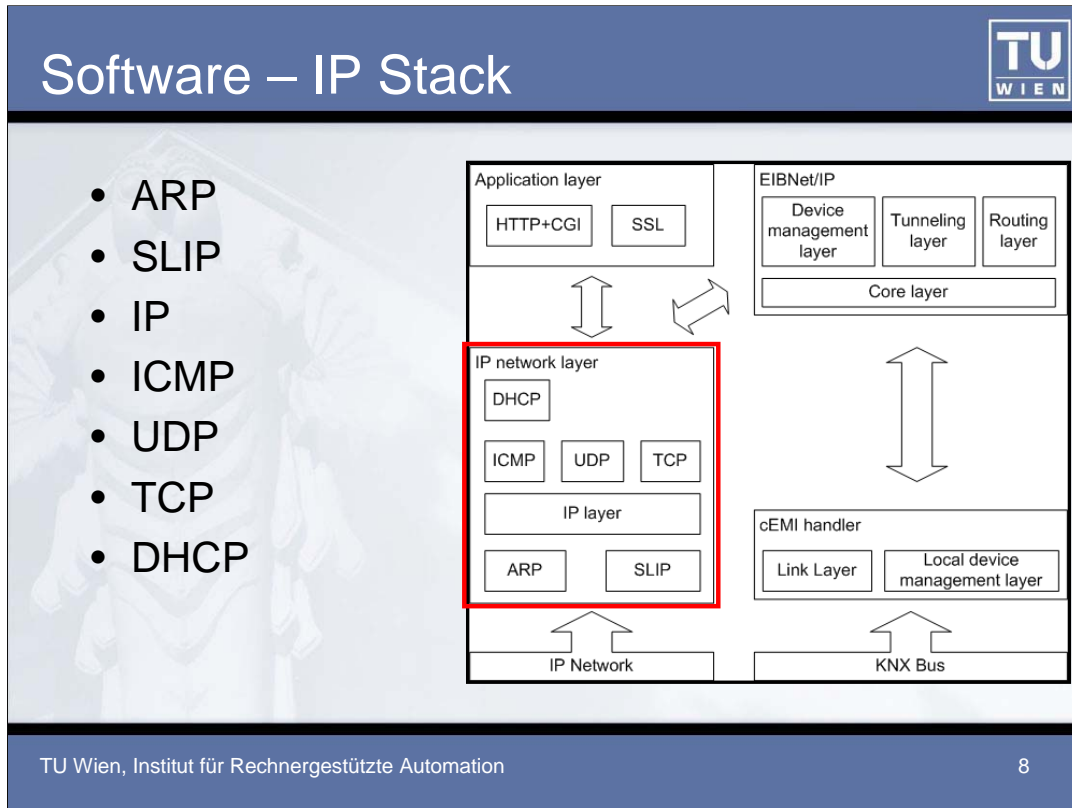 Software – IP Stack
TU
WIEN
• ARP
• SLIP
• IP
• ICMP
• UDP
• TCP
• DHCP
Application layer
HTTP+CGI
SSL
EIBNet/IP
Device
management
layer
Tunneling
layer
Routing
layer
Core layer
IP network layer
DHCP
ICMP
UDP
TCP
IP layer
ARP
SLIP
cEMI handler
Link Layer
Local device
management layer
IP Network
KNX Bus
TU Wien, Institut für Rechnergestützte Automation
8